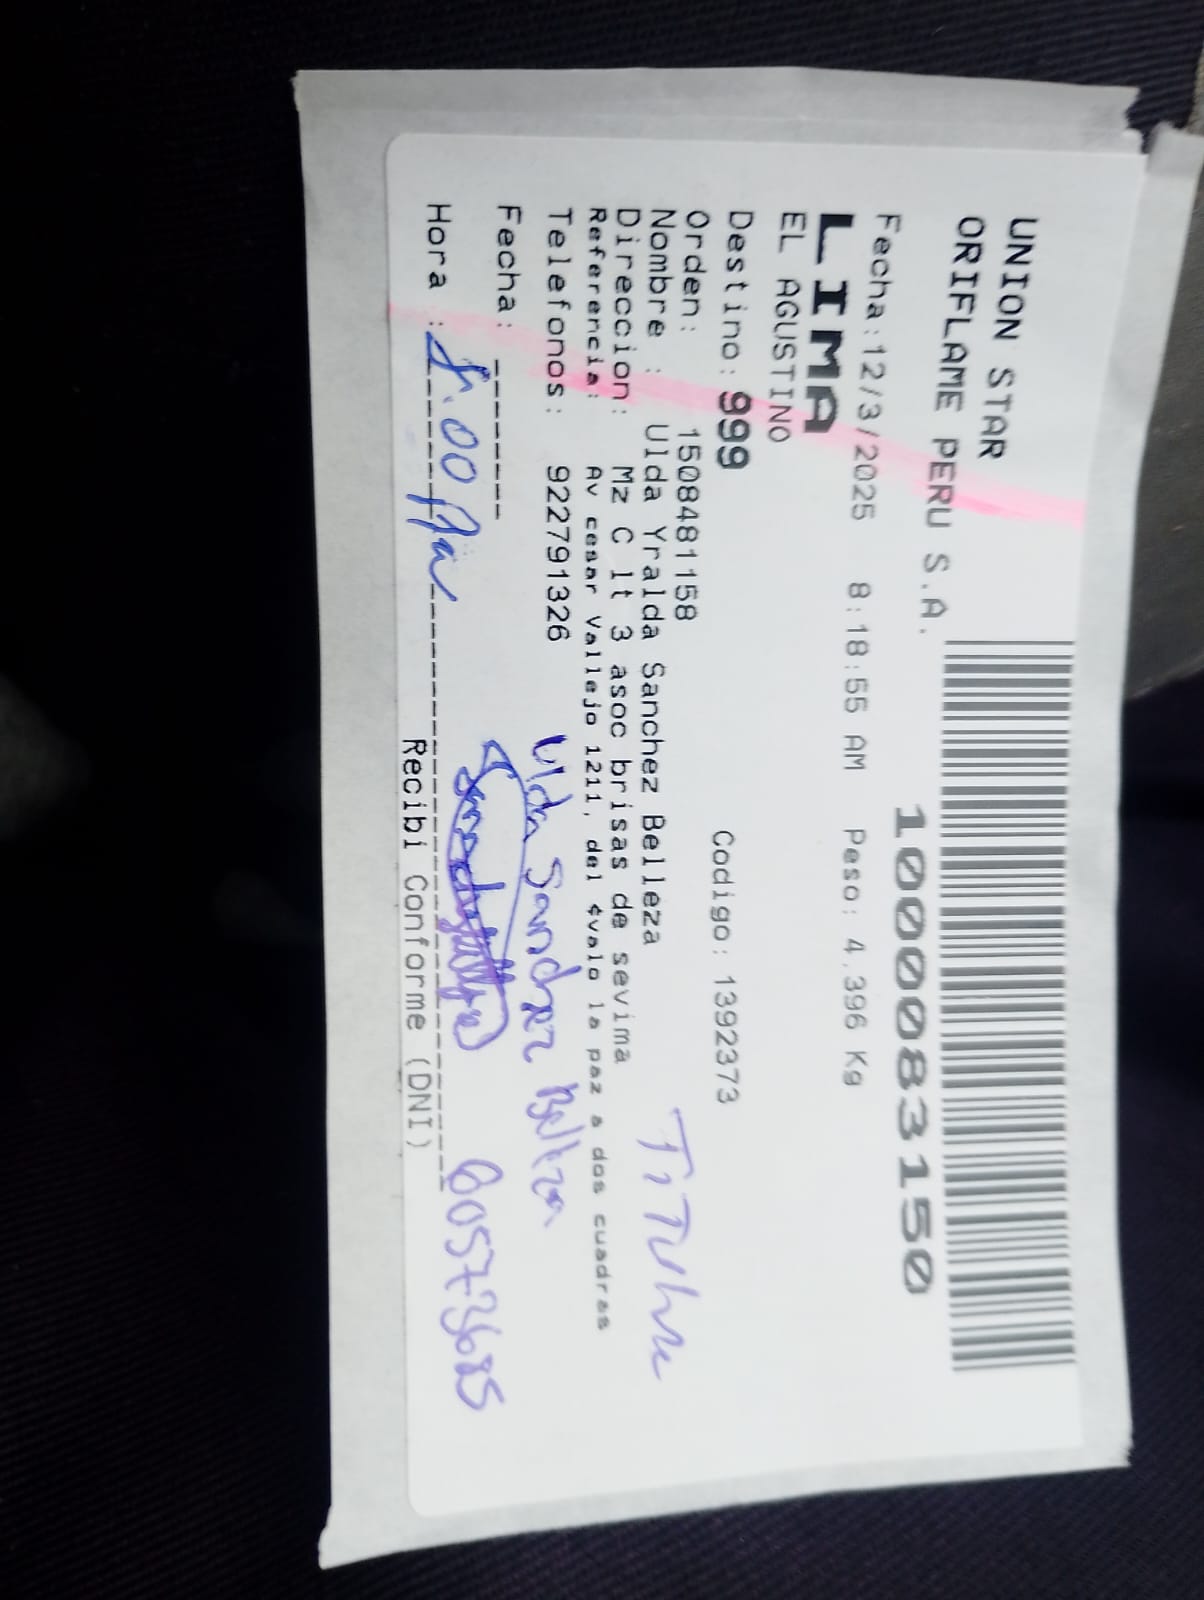 UNION STAR
ORIFLAME PERU S.A.
1000083150
Fecha:12/3/2025 8:18:55 AM Peso: 4.396 Kg
LIMA
EL AGUSTINO
Destino: 999 Codigo: 1392373
Orden: 1508481158
Nombre : Ulda Yralda Sanchez Belleza
Direccion: Mz C lt 3 asoc brisas de sevima
Referencia: Av cesar Vallejo 1211, del ¢valo la paz a dos cuadras
Telefonos: 922791326
Ulda Sanchez Belleza
Fecha: _______
Hora :
Recibi Conforme (DNI)